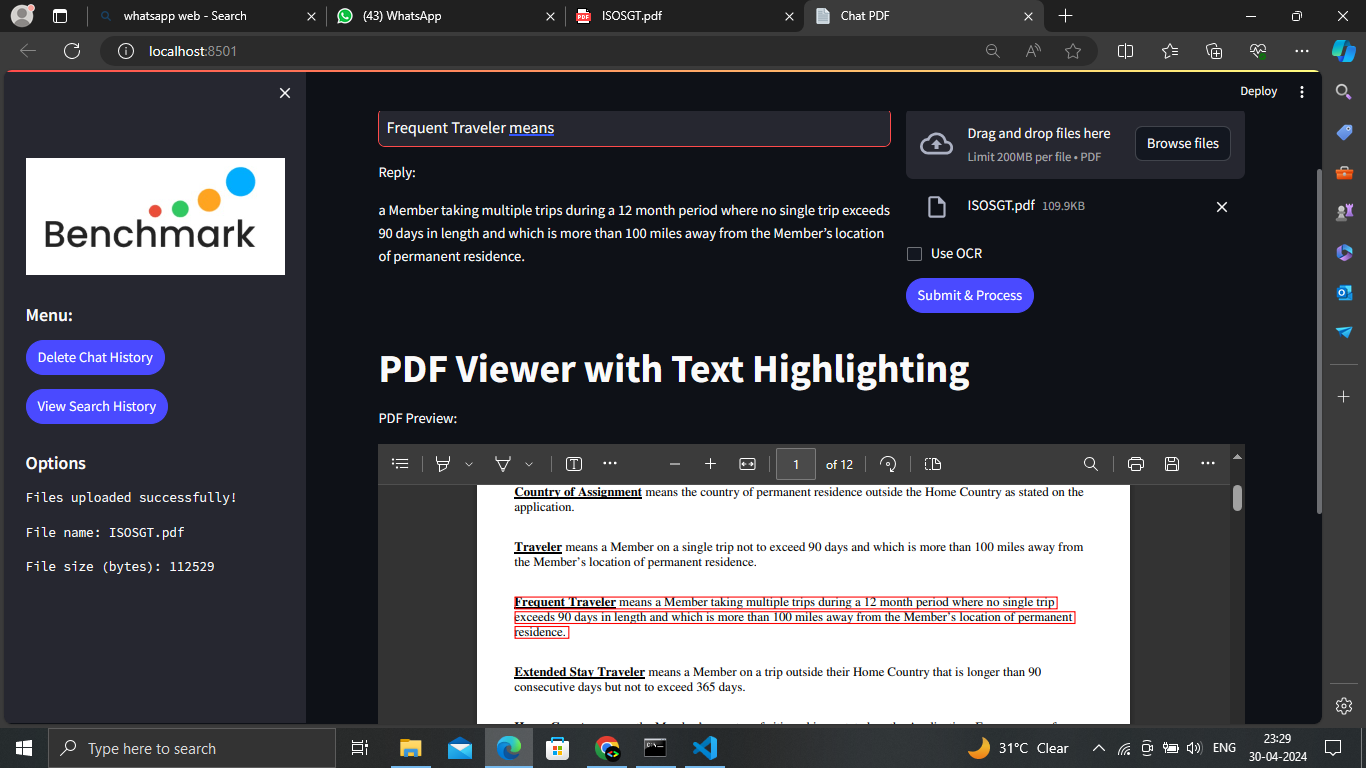 whatsapp web - Search
(43) WhatsApp
ISOSGT.pdf
Chat PDF
localhost:8501
Deploy
Benchmark
Menu:
Delete Chat History
View Search History
Options
Files uploaded successfully!
File name: ISOSGT.pdf
File size (bytes): 112529
Frequent Traveler means
Reply:
a Member taking multiple trips during a 12 month period where no single trip exceeds
90 days in length and which is more than 100 miles away from the Member's location
of permanent residence.
Drag and drop files here
Limit 200MB per file • PDF
Browse files
ISOSGT.pdf 109.9KB
Use OCR
Submit & Process
PDF Viewer with Text Highlighting
PDF Preview:
1 of 12
Country of Assignment means the country of permanent residence outside the Home Country as stated on the
application.
Traveler means a Member on a single trip not to exceed 90 days and which is more than 100 miles away from
the Member's location of permanent residence.
Frequent Traveler means a Member taking multiple trips during a 12 month period where no single trip
exceeds 90 days in length and which is more than 100 miles away from the Member's location of permanent
residence.
Extended Stay Traveler means a Member on a trip outside their Home Country that is longer than 90
consecutive days but not to exceed 365 days.
Type here to search
31°C Clear
ENG
23:29
30-04-2024